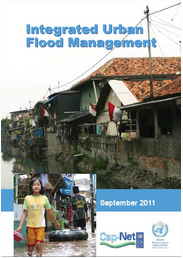 Integrated Urban
Flood Management
September 2011
Cap-Net